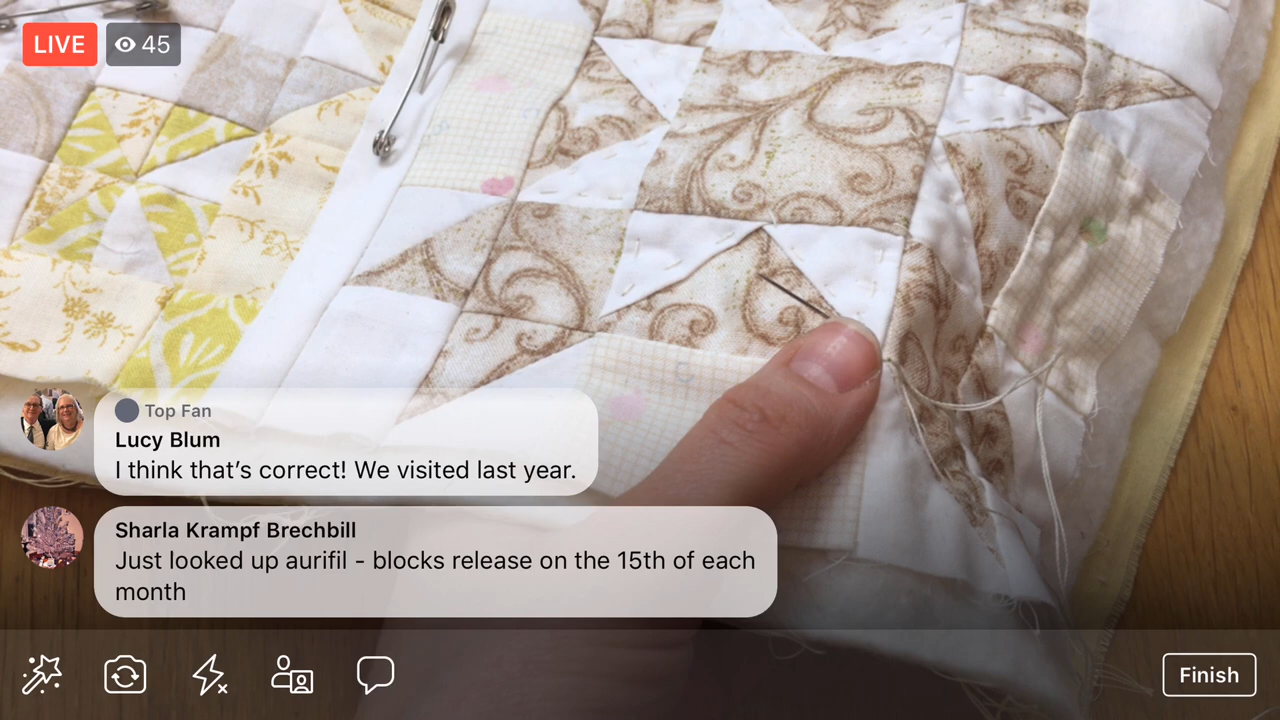 LIVE
45
Top Fan
Lucy Blum
I think that’s correct! We visited last year.
Sharla Krampf Brechbill
Just looked up aurifil - blocks release on the 15th of each
month
Finish